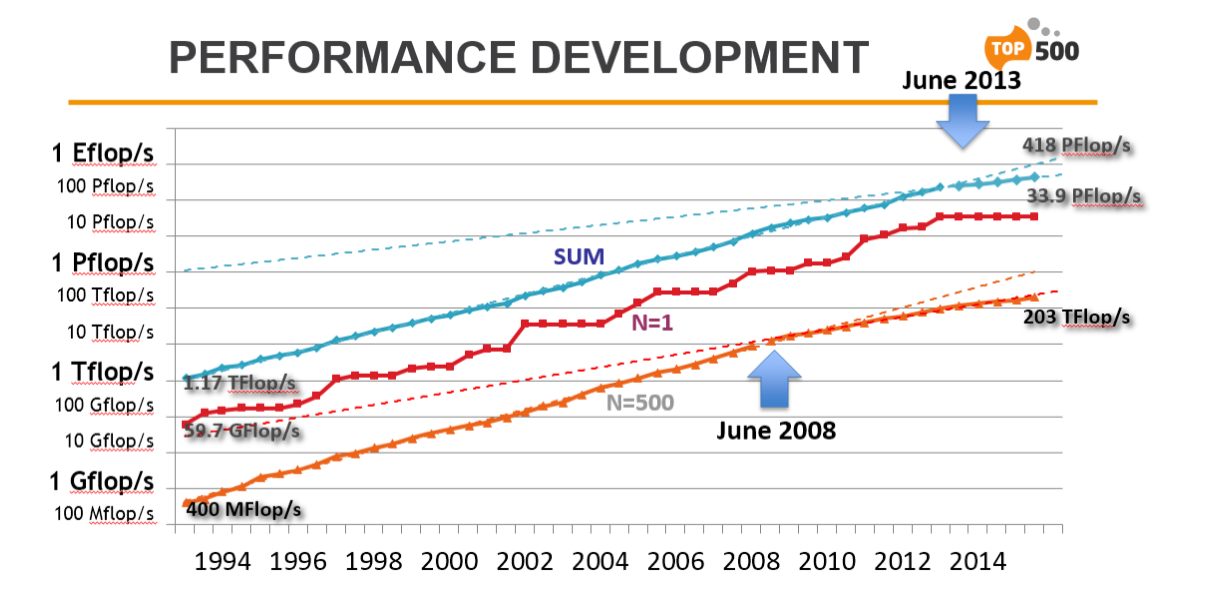 PERFORMANCE DEVELOPMENT
TOP 500
June 2013
1 Eflop/s
418 PFlop/s
100 Pflop/s
33.9 PFlop/s
10 Pflop/s
SUM
1 Pflop/s
100 Tflop/s
N=1
203 TFlop/s
10 Tflop/s
1 Tflop/s
1.17 TFlop/s
100 Gflop/s
N=500
59.7 GFlop/s
June 2008
10 Gflop/s
1 Gflop/s
400 MFlop/s
100 Mflop/s
1994 1996 1998 2000 2002 2004 2006 2008 2010 2012 2014